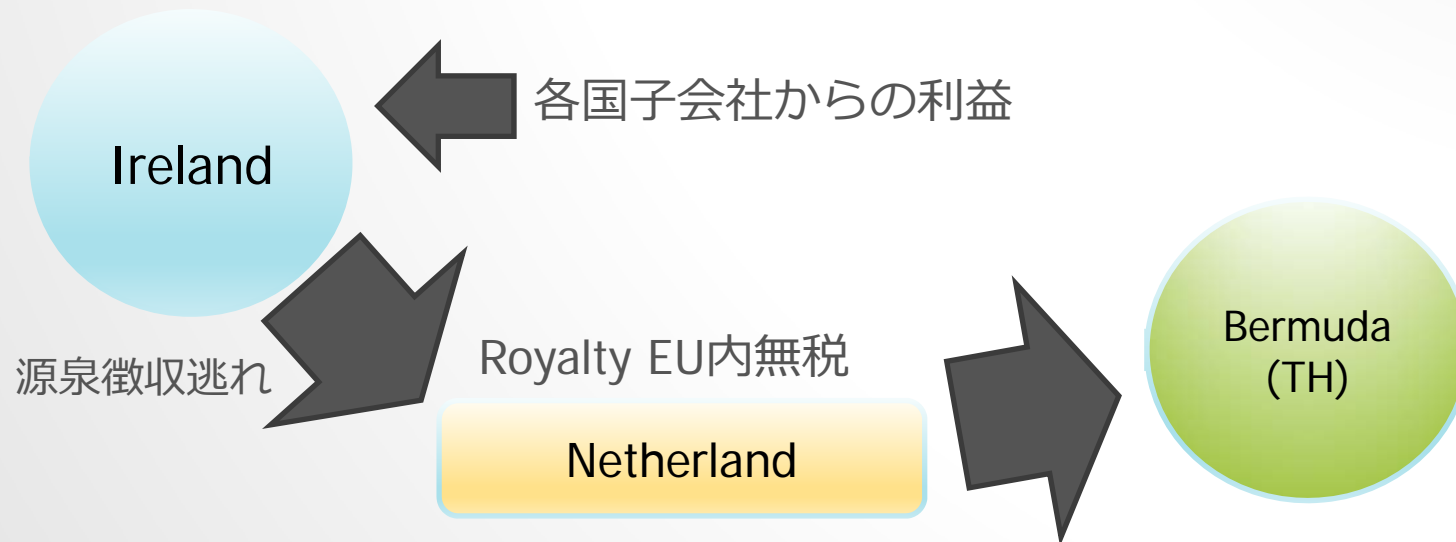 各国子会社からの利益
Ireland
源泉徴収逃れ
Royalty EU内無税
Netherland
Bermuda
(TH)